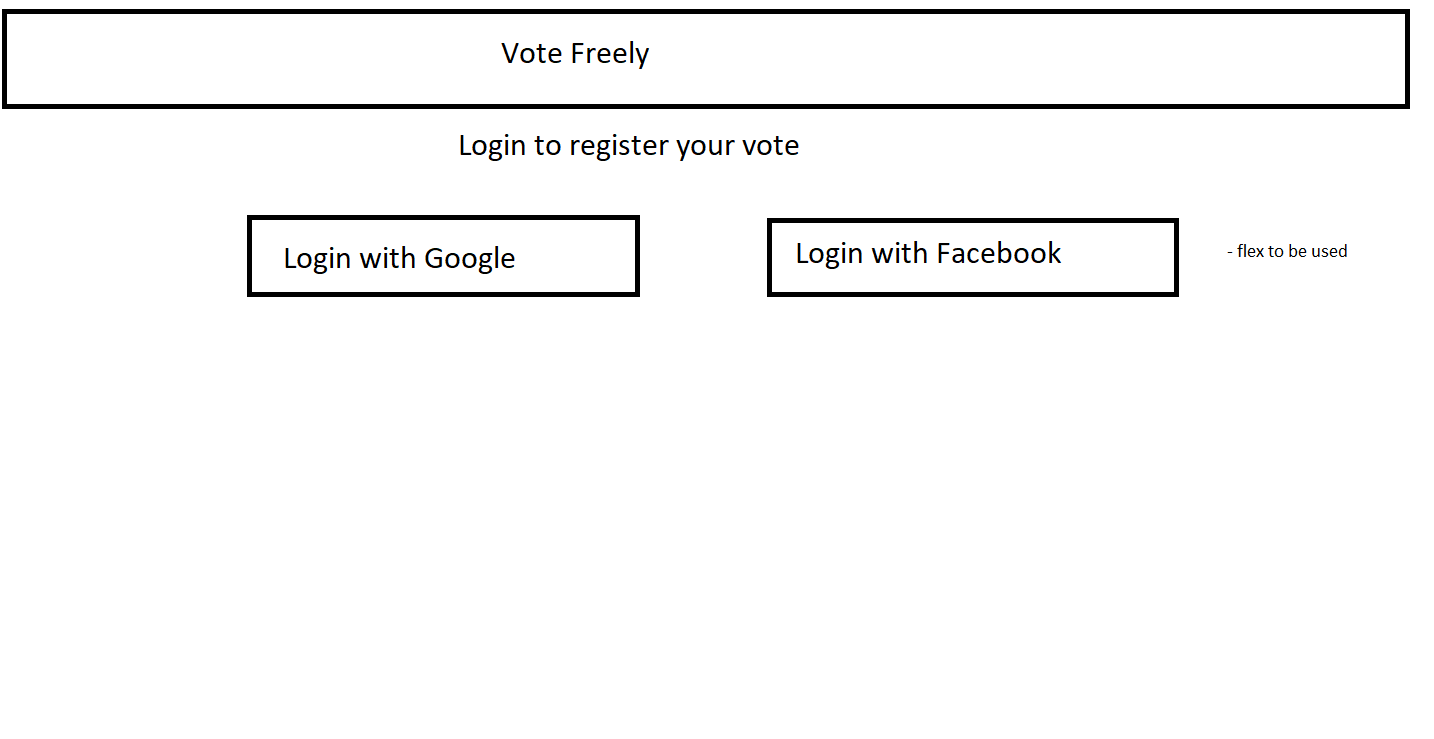 Vote Freely
Login to register your vote
Login with Google
Login with Facebook
- flex to be used